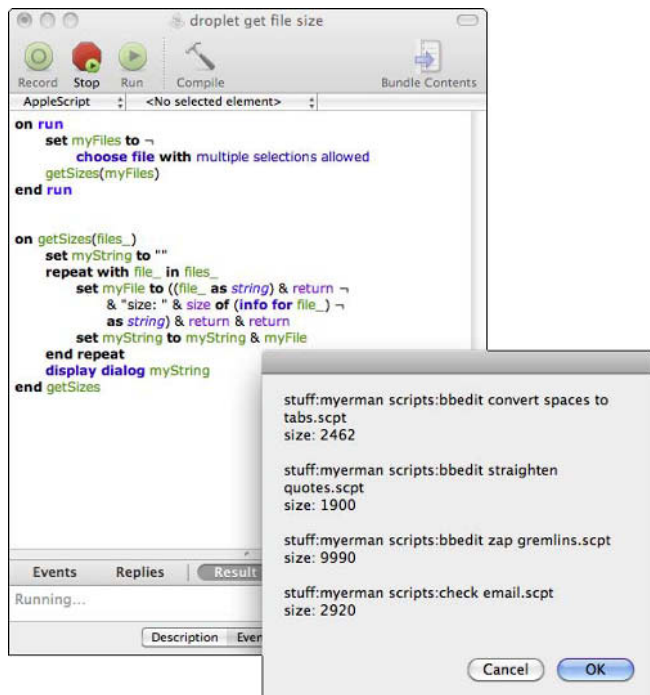 droplet get file size
Record Stop Run Compile Bundle Contents
AppleScript <No selected element>
on run
set myFiles to ¬
choose file with multiple selections allowed
getSizes(myFiles)
end run
on getSizes(files_)
set myString to ""
repeat with file_ in files_
set myFile to ((file_ as string) & return ¬
& "size: " & size of (info for file_) ¬
as string) & return & return
set myString to myString & myFile
end repeat
display dialog myString
end getSizes
Events Replies Result
Running...
Description
stuff:myerman scripts:bbedit convert spaces to
tabs.scpt
size: 2462
stuff:myerman scripts:bbedit straighten
quotes.scpt
size: 1900
stuff:myerman scripts:bbedit zap gremlins.scpt
size: 9990
stuff:myerman scripts:check email.scpt
size: 2920
Cancel OK